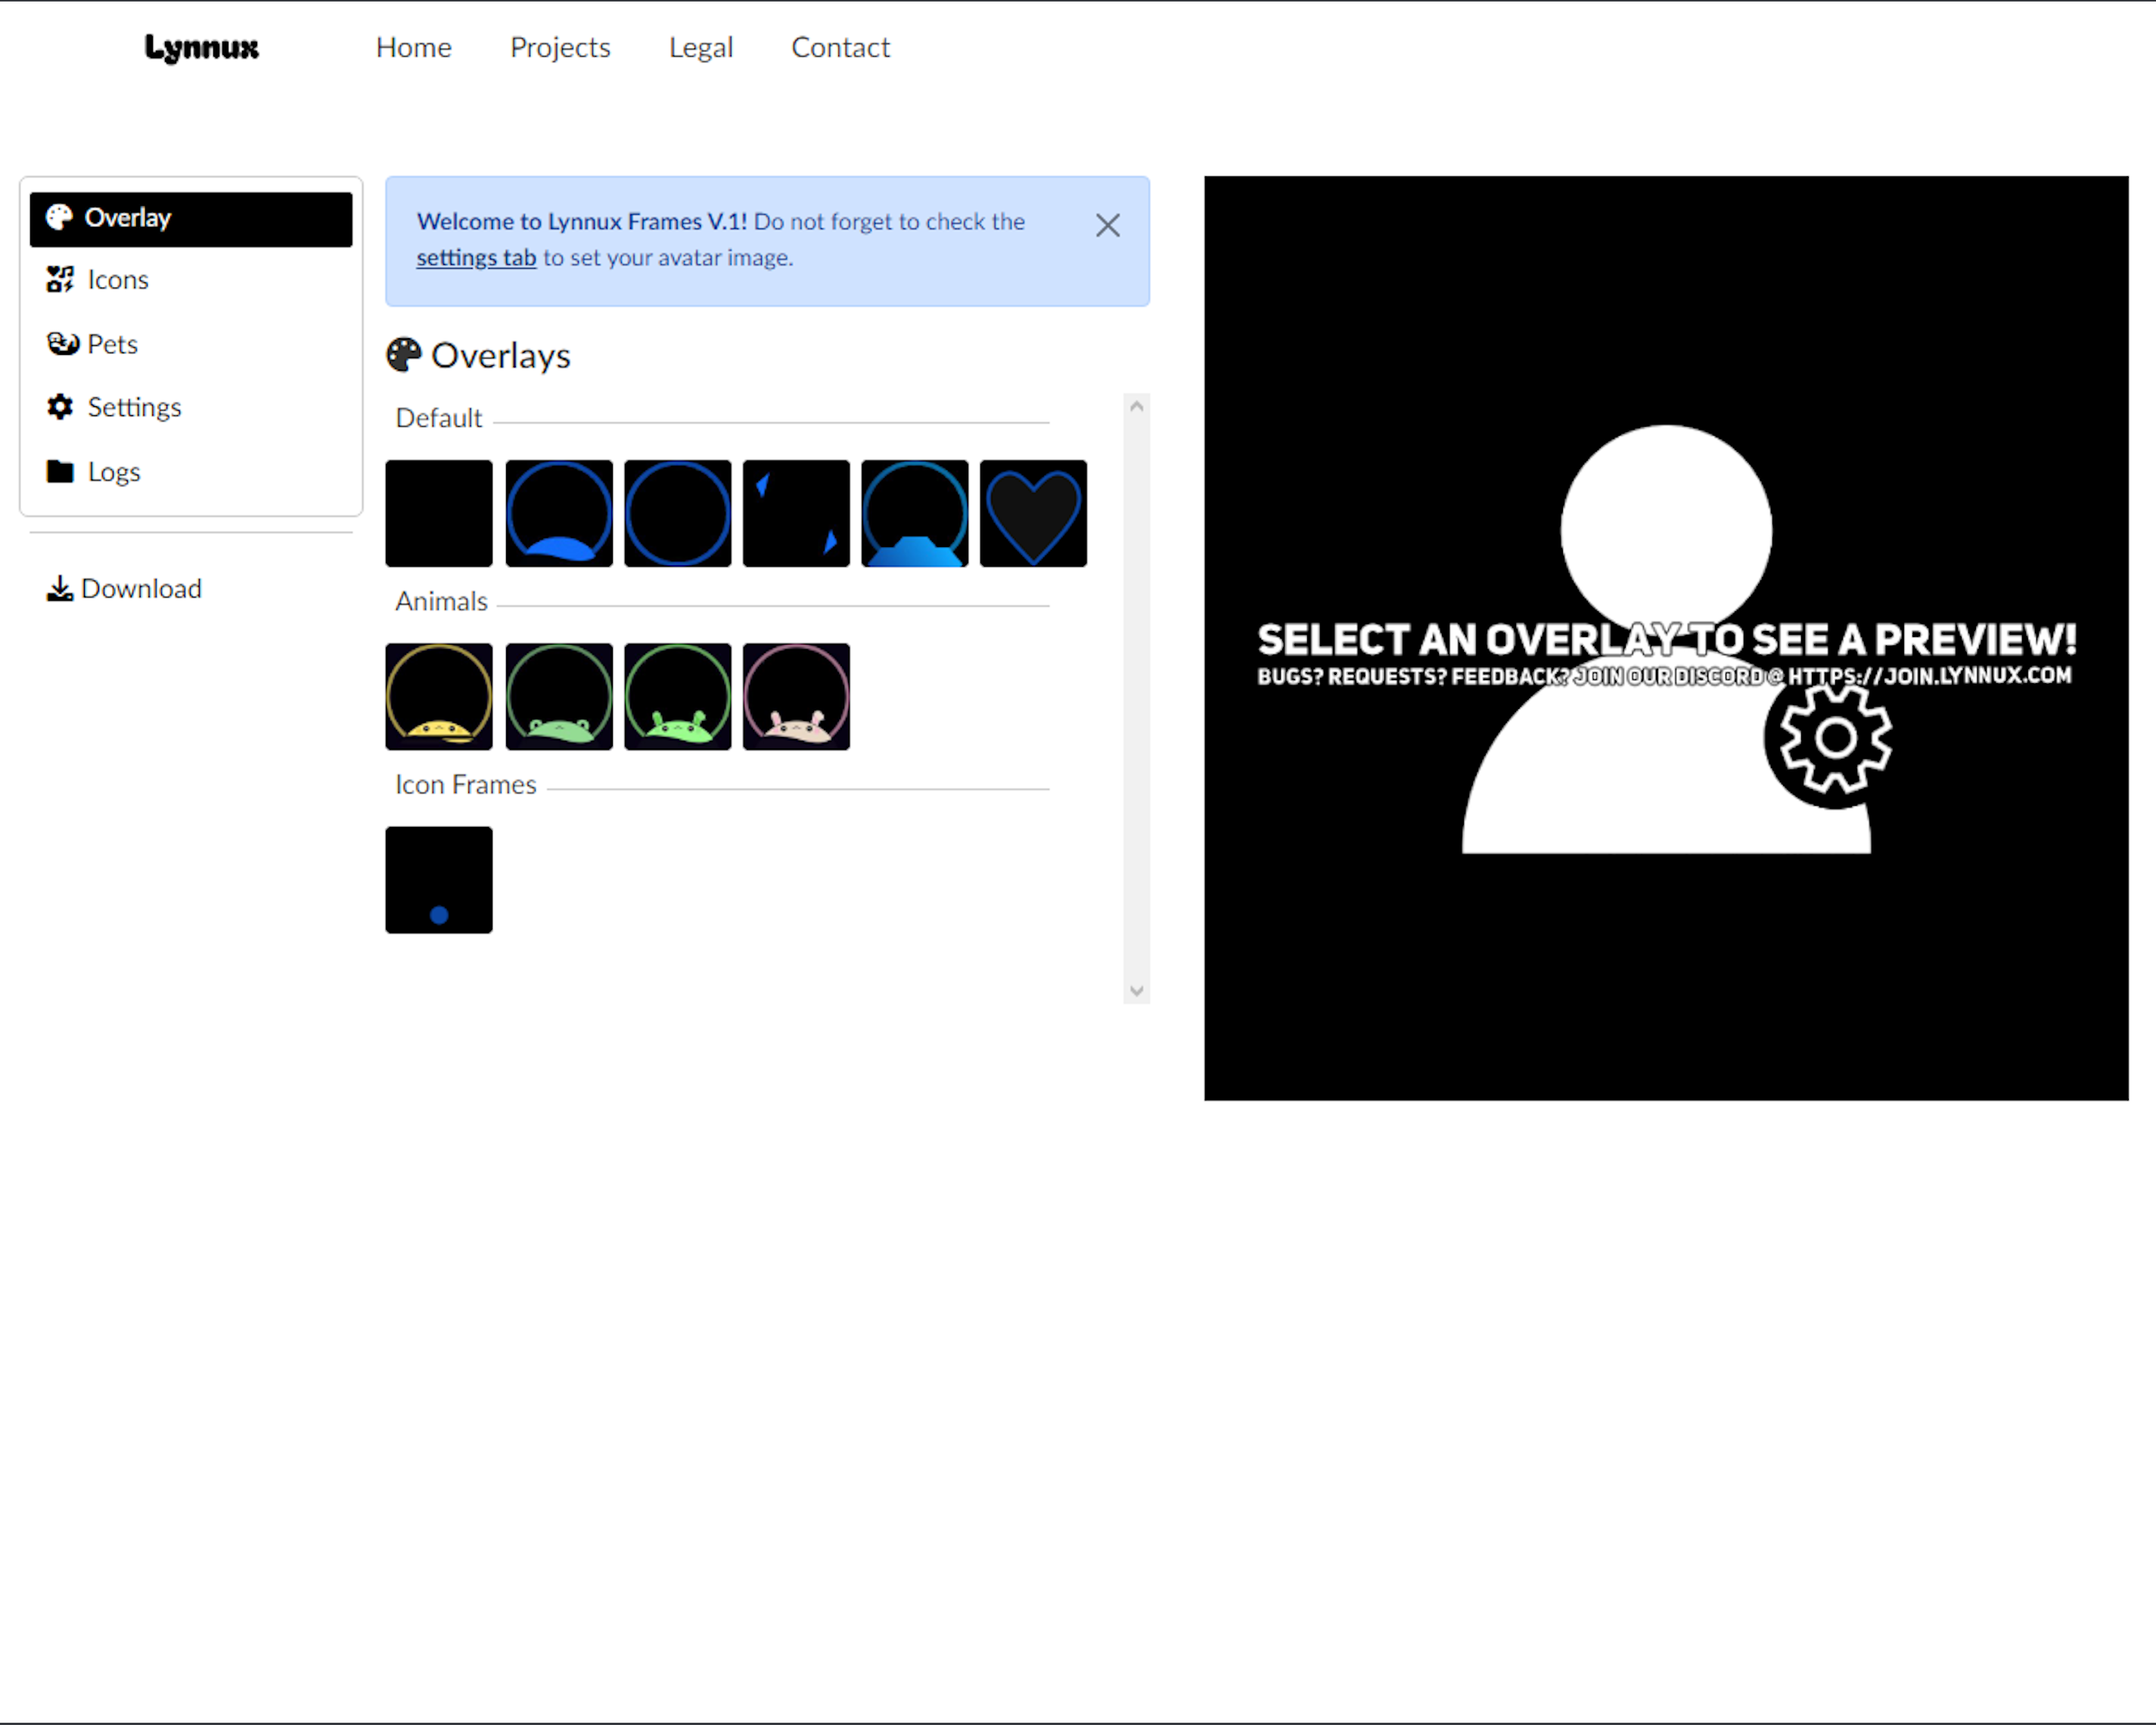 Lynnux
Home Projects Legal Contact
Overlay
Icons
Pets
Settings
Logs
Download
Welcome to Lynnux Frames V.1! Do not forget to check the
settings tab to set your avatar image.
Overlays
Default
Animals
Icon Frames
SELECT AN OVERLAY TO SEE A PREVIEW!
BUGS? REQUESTS? FEEDBACK? JOIN OUR DISCORD @ HTTPS://JOIN.LYNNUX.COM